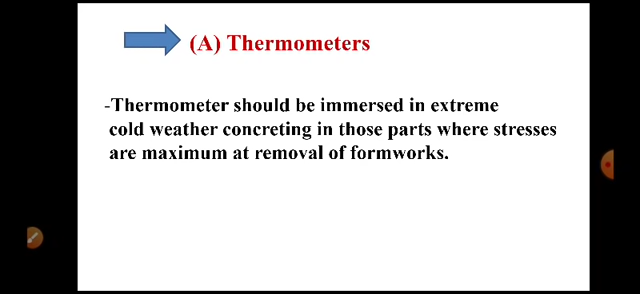 (A) Thermometers
-Thermometer should be immersed in extreme
cold weather concreting in those parts where stresses
are maximum at removal of formworks.